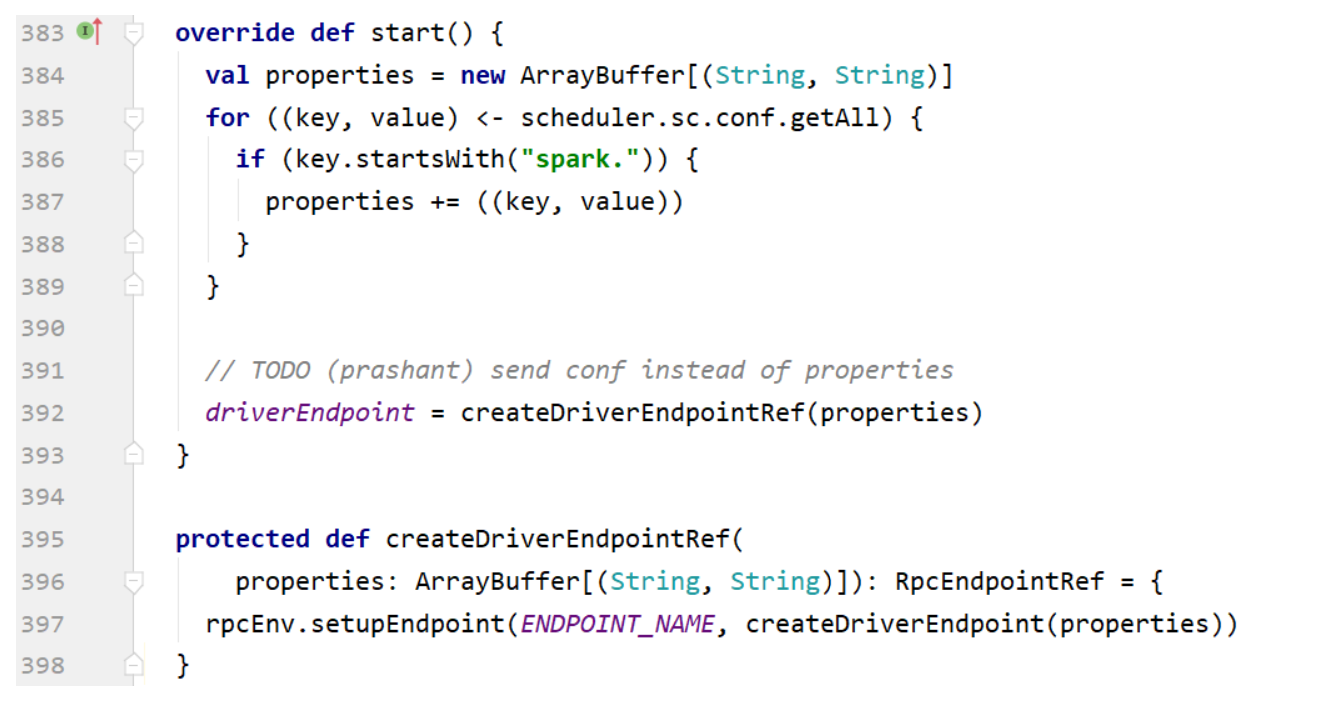 383 override def start() {
384 val properties = new ArrayBuffer[(String, String)]
385 for ((key, value) <- scheduler.sc.conf.getAll) {
386 if (key.startsWith("spark.")) {
387 properties += ((key, value))
388 }
389 }
390
391 // TODO (prashant) send conf instead of properties
392 driverEndpoint = createDriverEndpointRef(properties)
393 }
394
395 protected def createDriverEndpointRef(
396 properties: ArrayBuffer[(String, String)]): RpcEndpointRef = {
397 rpcEnv.setupEndpoint(ENDPOINT_NAME, createDriverEndpoint(properties))
398 }